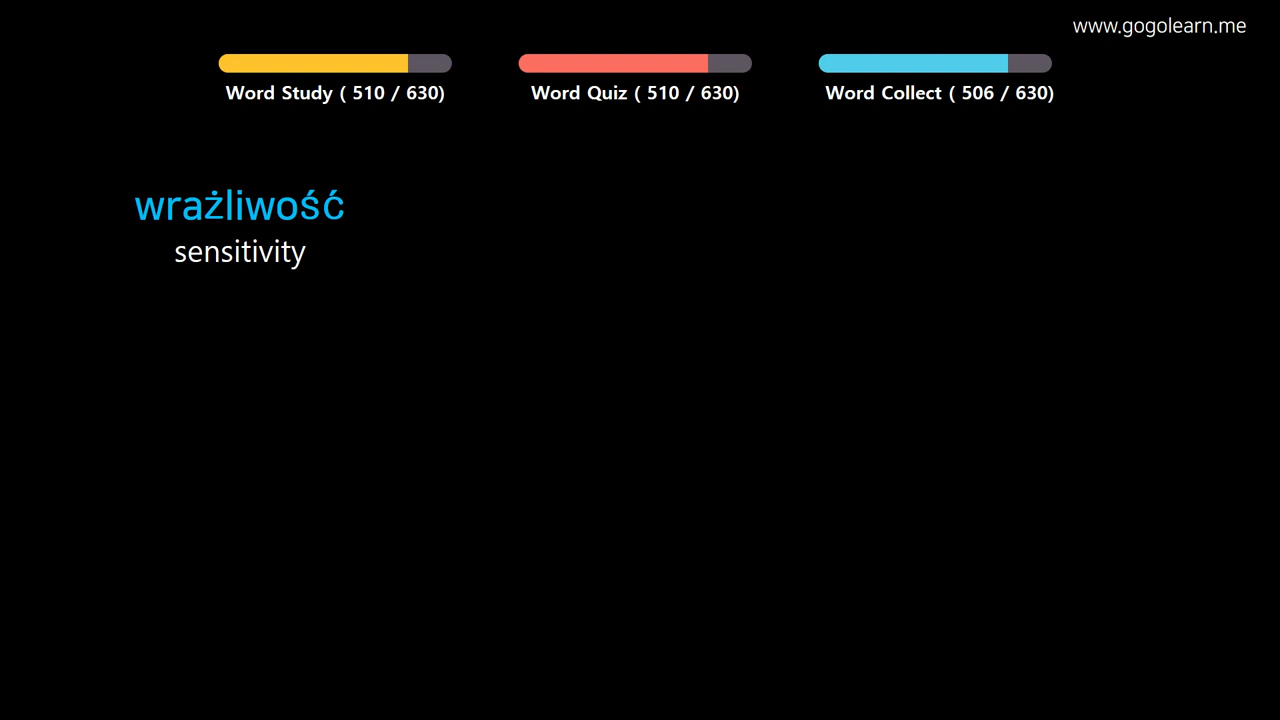 www.gogolearn.me
Word Study ( 510 / 630)
Word Quiz ( 510 / 630)
Word Collect ( 506 / 630)
wrażliwość
sensitivity